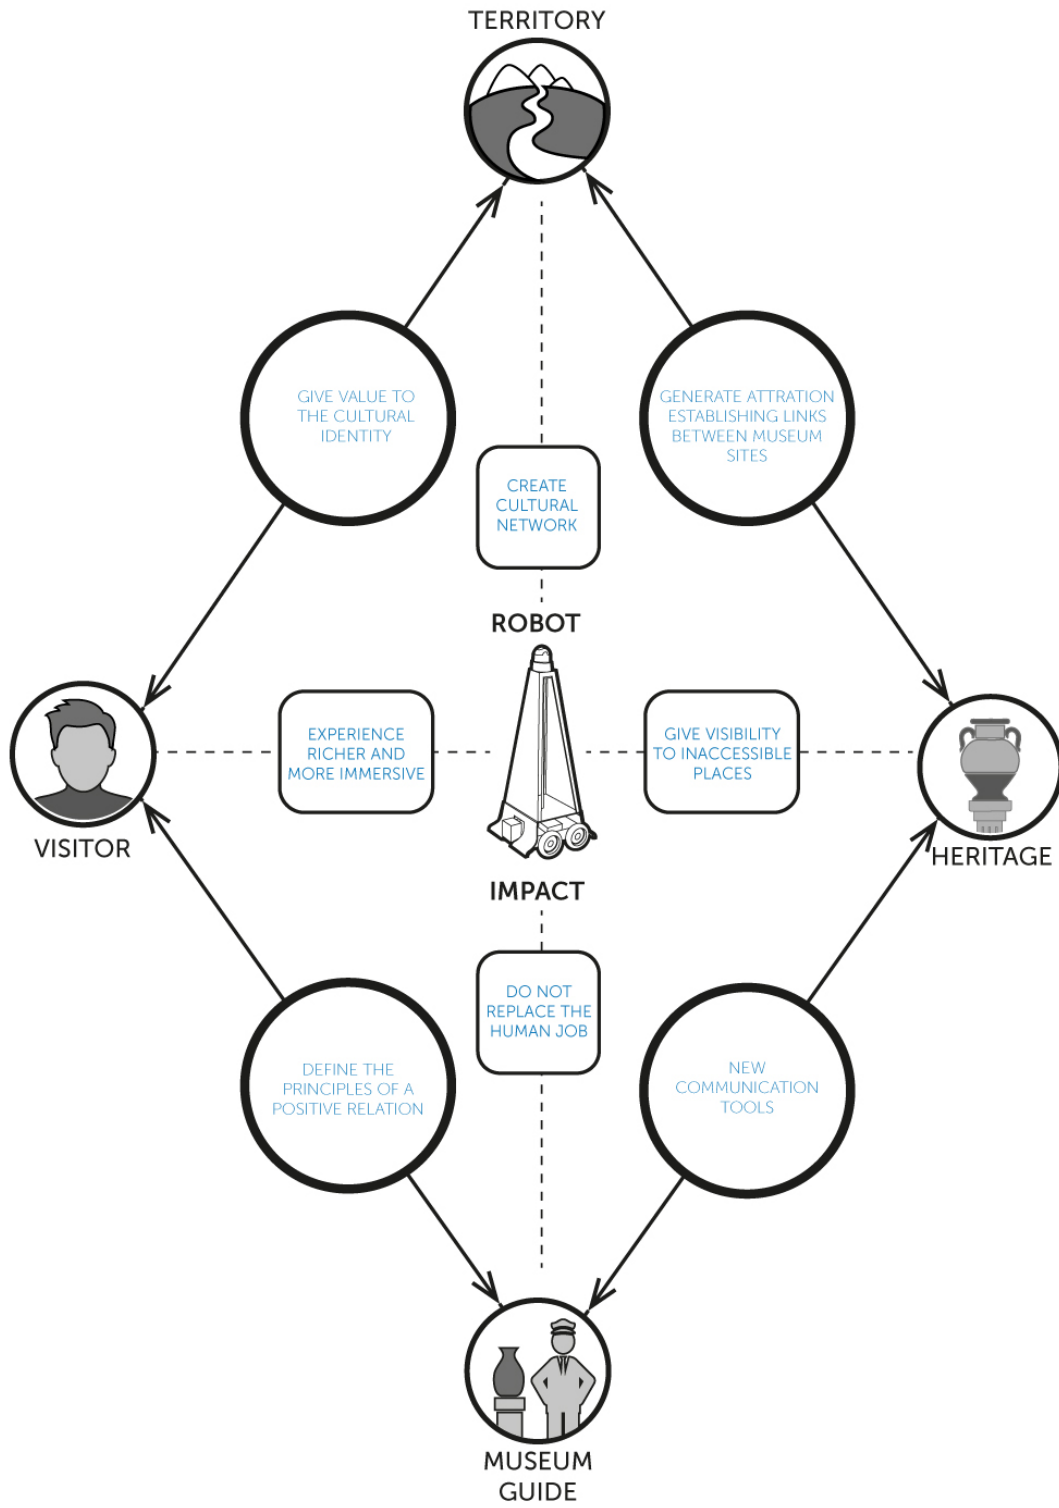 TERRITORY
GIVE VALUE TO
THE CULTURAL
IDENTITY
GENERATE ATTRATION
ESTABLISHING LINKS
BETWEEN MUSEUM
SITES
CREATE
CULTURAL
NETWORK
ROBOT
EXPERIENCE
RICHER AND
MORE IMMERSIVE
GIVE VISIBILITY
TO INACCESSIBLE
PLACES
VISITOR
HERITAGE
IMPACT
DO NOT
REPLACE THE
HUMAN JOB
DEFINE THE
PRINCIPLES OF A
POSITIVE RELATION
NEW
COMMUNICATION
TOOLS
MUSEUM
GUIDE